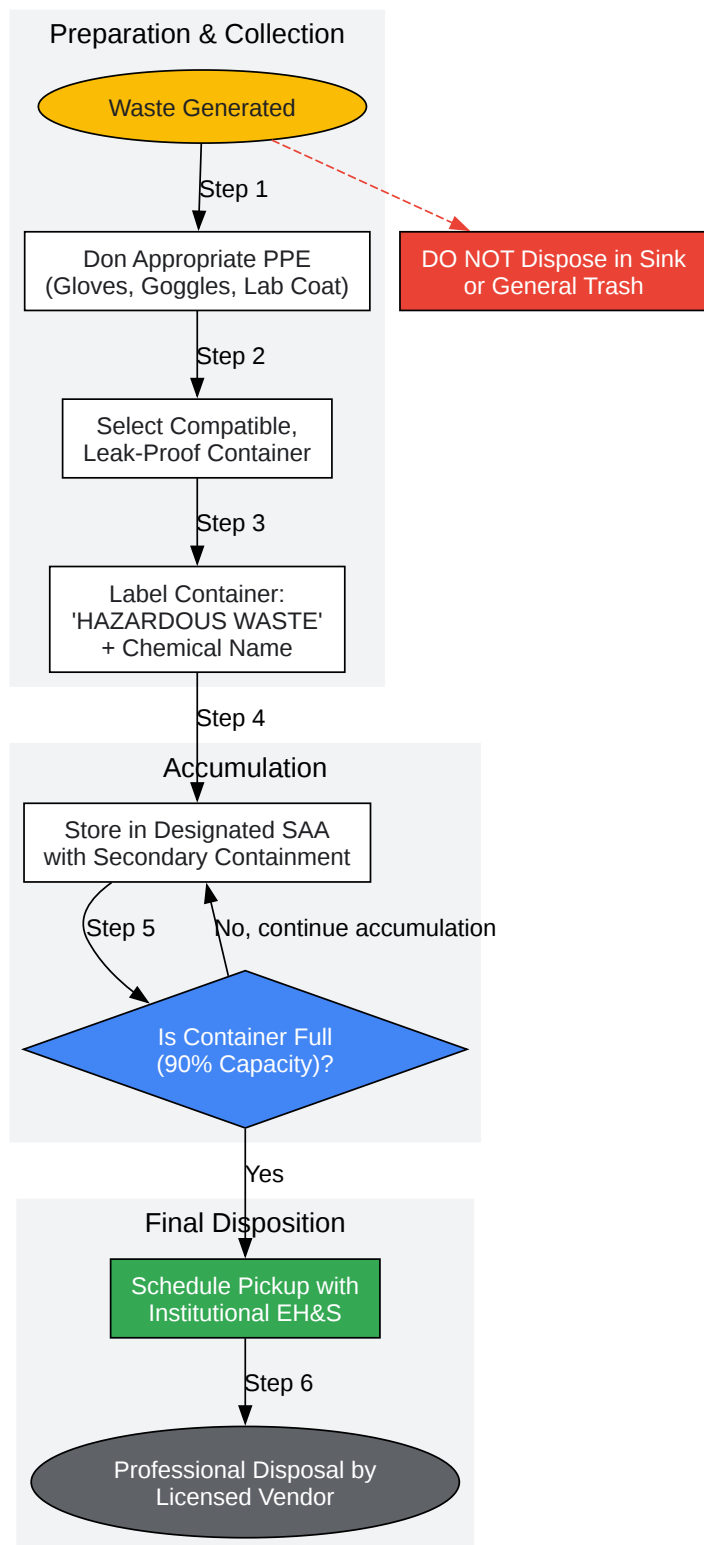 Preparation & Collection
Waste Generated
Step 1
Don Appropriate PPE
(Gloves, Goggles, Lab Coat)
DO NOT Dispose in Sink
or General Trash
Step 2
Select Compatible,
Leak-Proof Container
Step 3
Label Container:
'HAZARDOUS WASTE'
+ Chemical Name
Step 4
Accumulation
Store in Designated SAA
with Secondary Containment
Step 5
No, continue accumulation
Is Container Full
(90% Capacity)?
Yes
Final Disposition
Schedule Pickup with
Institutional EH&S
Step 6
Professional Disposal by
Licensed Vendor